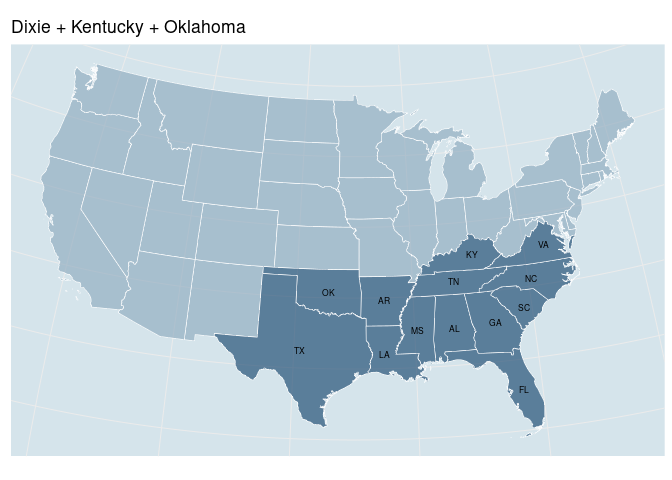 Dixie + Kentucky + Oklahoma
VA
KY
NC
TN
OK
AR
SC
GA
AL
MS
TX
LA
FL